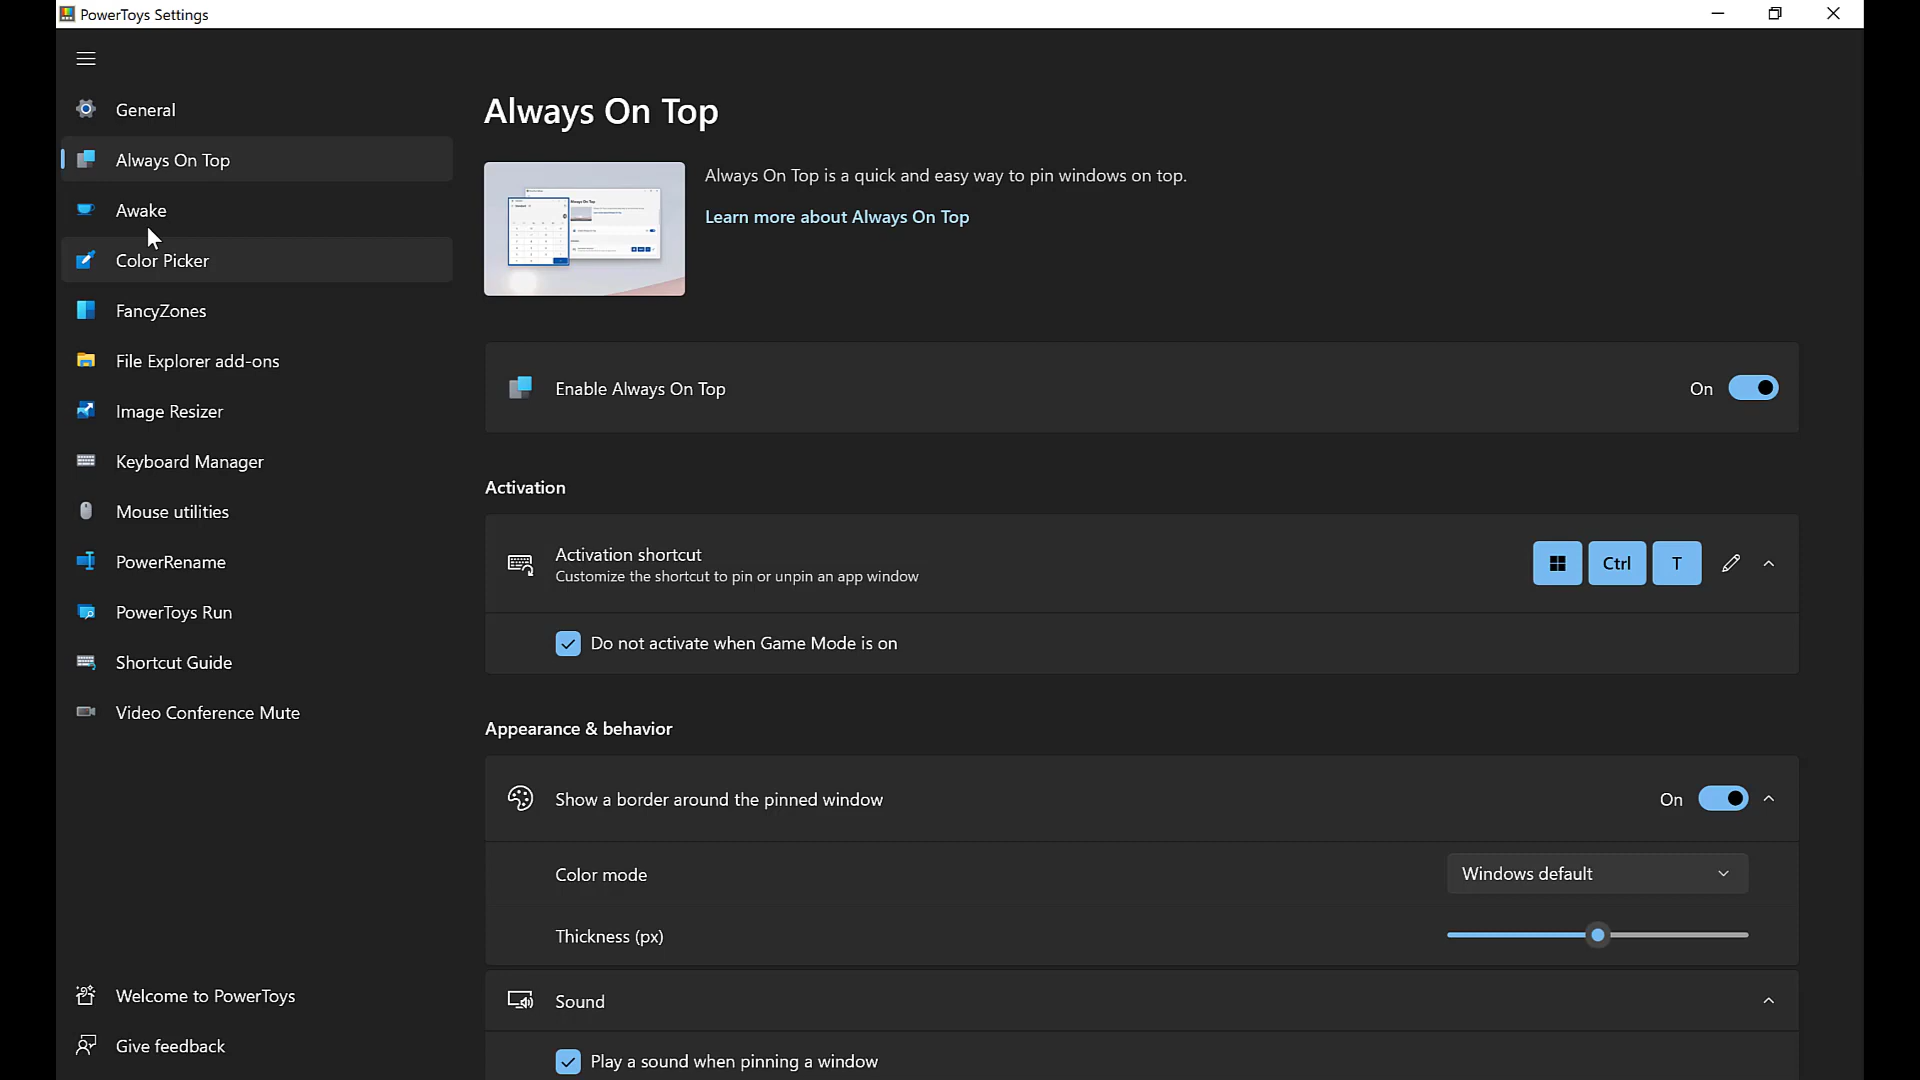 PowerToys Settings
General
Always On Top
Awake
Color Picker
FancyZones
File Explorer add-ons
Image Resizer
Keyboard Manager
Mouse utilities
PowerRename
PowerToys Run
Shortcut Guide
Video Conference Mute
Welcome to PowerToys
Give feedback
Always On Top
Always On Top is a quick and easy way to pin windows on top.
Learn more about Always On Top
Enable Always On Top On
Activation
Activation shortcut
Customize the shortcut to pin or unpin an app window
Ctrl T
Do not activate when Game Mode is on
Appearance & behavior
Show a border around the pinned window On
Color mode Windows default
Thickness (px)
Sound
Play a sound when pinning a window